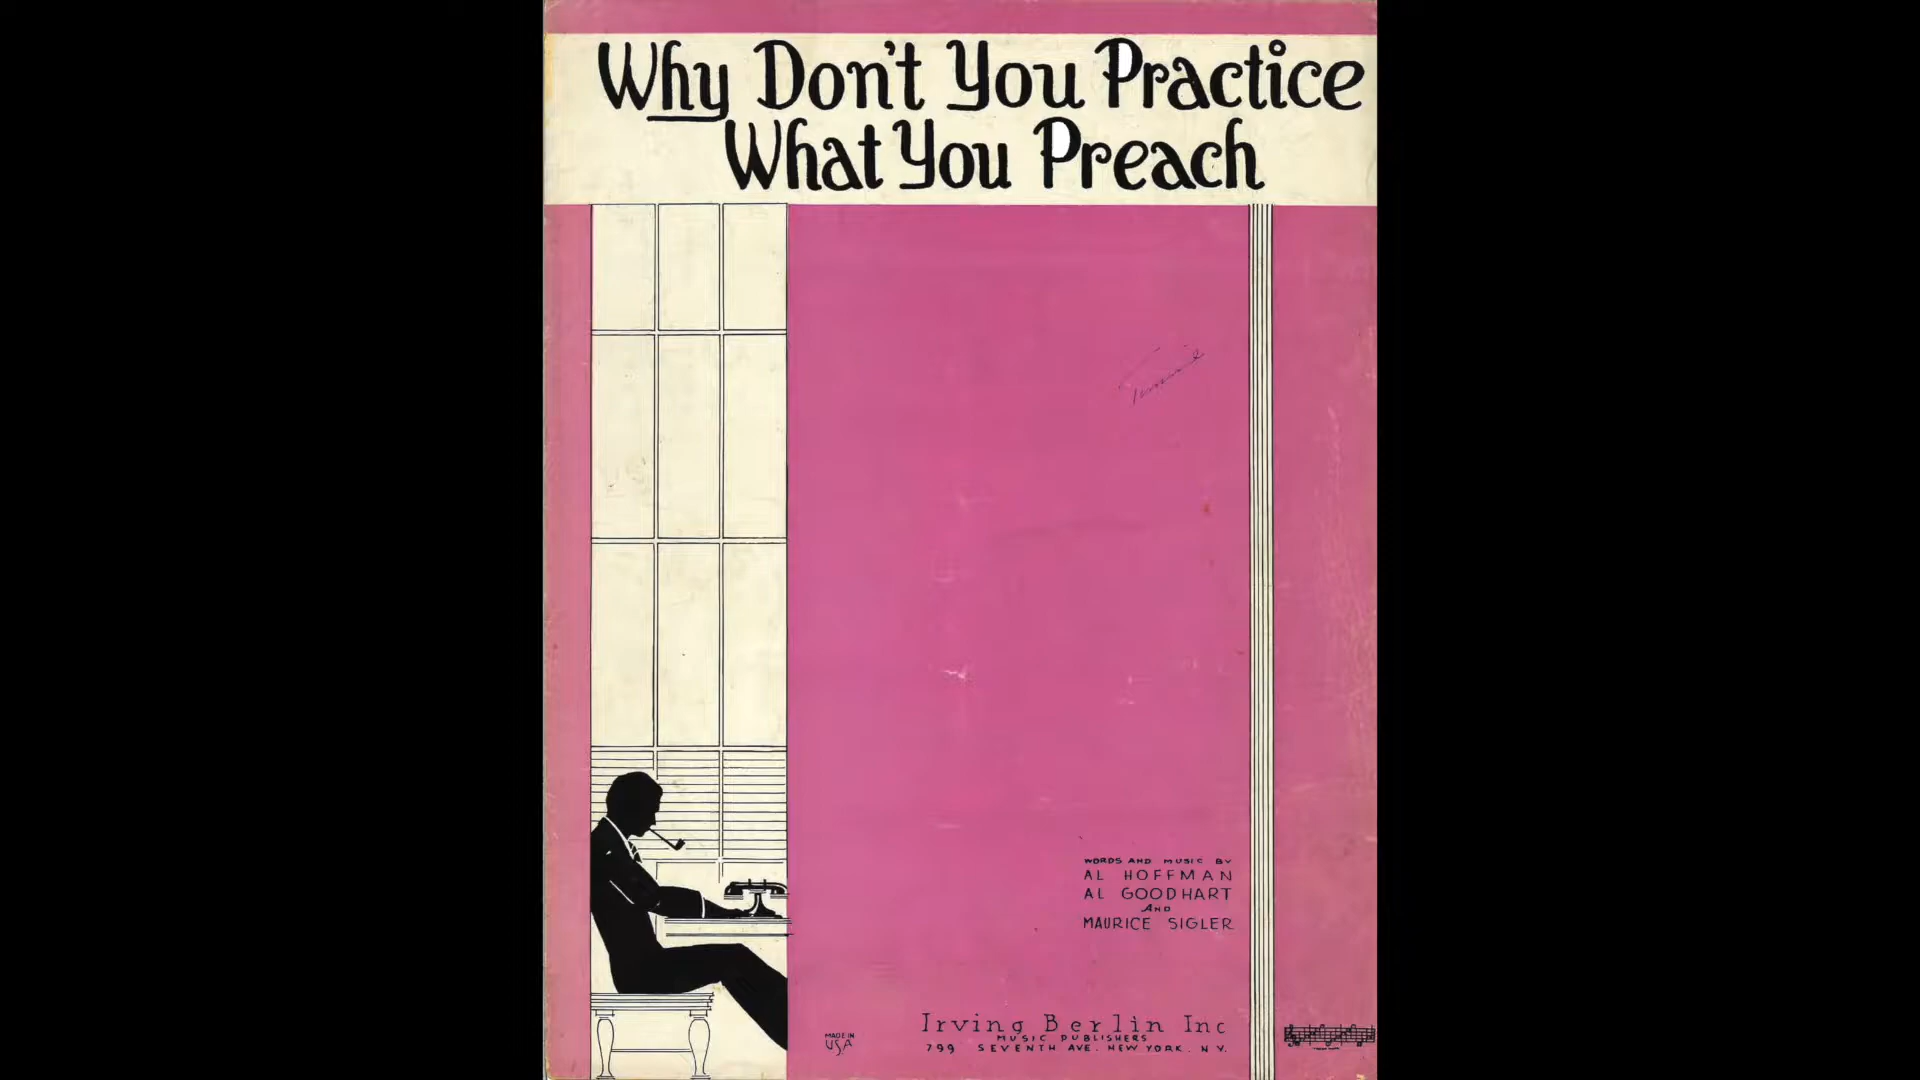 Why Don't You Practice
What You Preach
WORDS AND MUSIC BY
AL HOFFMAN
AL GOODHART
AND
MAURICE SIGLER
Irving Berlin Inc
MUSIC PUBLISHERS
799 SEVENTH AVE. NEW YORK. N.Y.
MADE IN
U.S.A